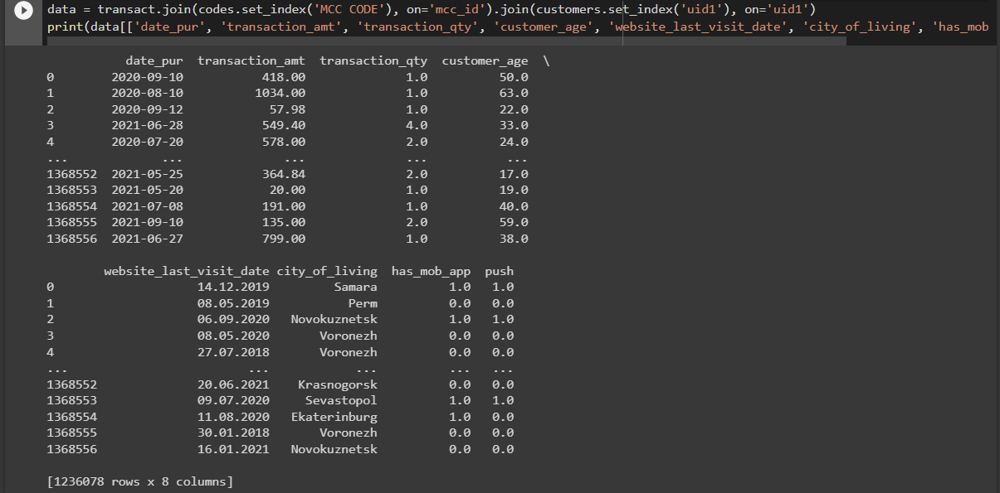 data = transact.join(codes.set_index('MCC CODE'), on='mcc_id').join(customers.set_index('uid1'), on='uid1')
print(data[['date_pur', 'transaction_amt', 'transaction_qty', 'customer_age', 'website_last_visit_date', 'city_of_living', 'has_mob
date_pur transaction_amt transaction_qty customer_age \
0 2020-09-10 418.00 1.0 50.0
1 2020-08-10 1034.00 1.0 63.0
2 2020-09-12 57.98 1.0 22.0
3 2021-06-28 549.40 4.0 33.0
4 2020-07-20 578.00 2.0 24.0
... ... ... ... ...
1368552 2021-05-25 364.84 2.0 17.0
1368553 2021-05-20 20.00 1.0 19.0
1368554 2021-07-08 191.00 1.0 40.0
1368555 2021-09-10 135.00 2.0 59.0
1368556 2021-06-27 799.00 1.0 38.0
website_last_visit_date city_of_living has_mob_app push
0 14.12.2019 Samara 1.0 1.0
1 08.05.2019 Perm 0.0 0.0
2 06.09.2020 Novokuznetsk 1.0 1.0
3 08.05.2020 Voronezh 0.0 0.0
4 27.07.2018 Voronezh 0.0 0.0
... ... ... ... ...
1368552 20.06.2021 Krasnogorsk 0.0 0.0
1368553 09.07.2020 Sevastopol 1.0 1.0
1368554 11.08.2020 Ekaterinburg 1.0 0.0
1368555 30.01.2018 Voronezh 0.0 0.0
1368556 16.01.2021 Novokuznetsk 0.0 0.0
[1236078 rows x 8 columns]